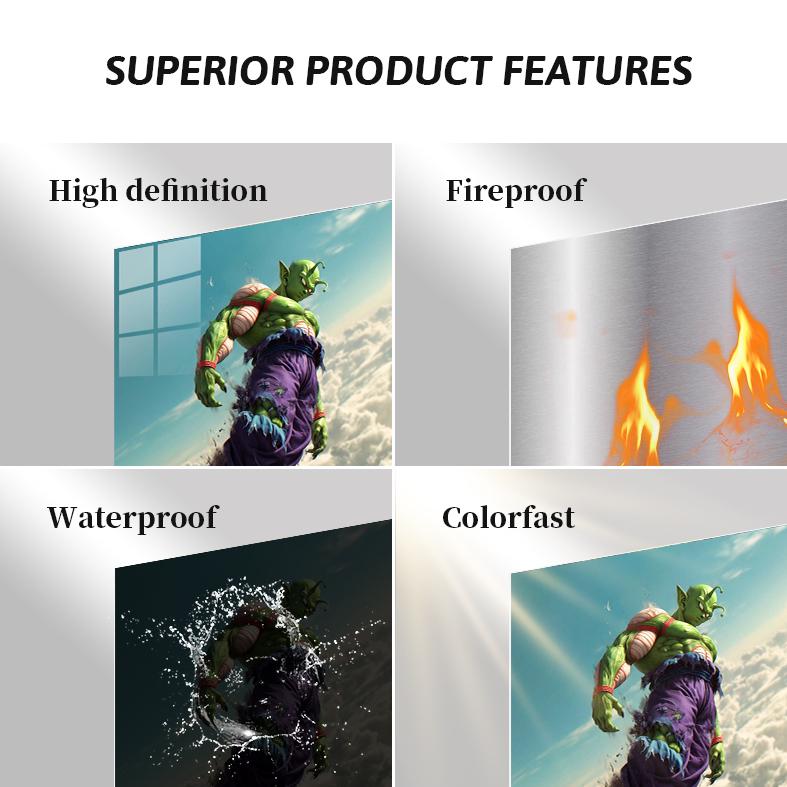 SUPERIOR PRODUCT FEATURES
High definition
Fireproof
Waterproof
Colorfast